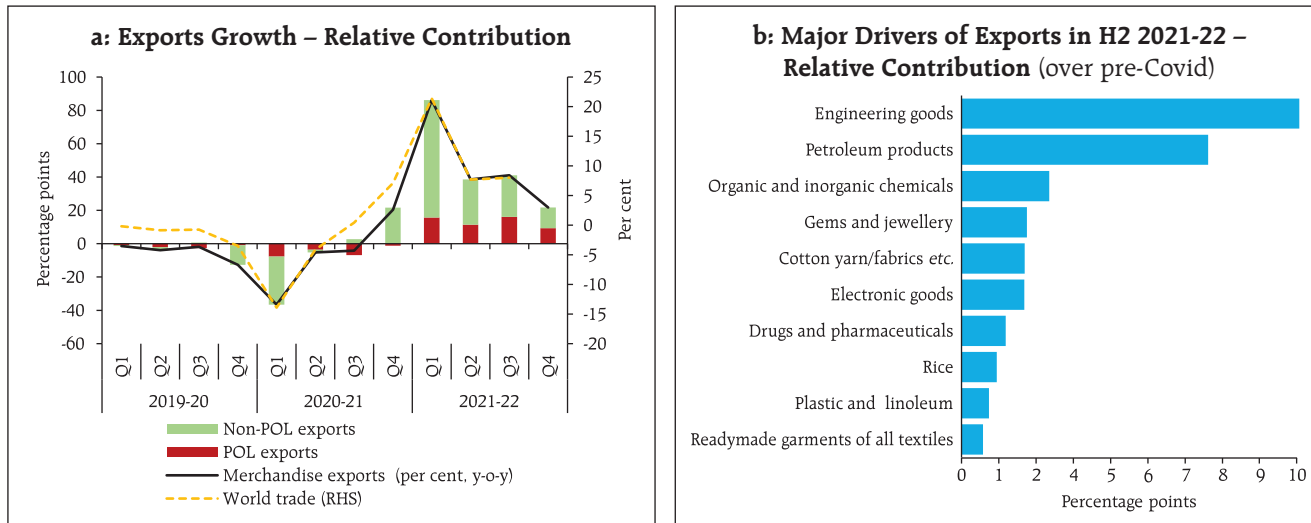 a: Exports Growth – Relative Contribution
100
80
60
40
20
0
-20
-40
-60
Percentage points
25
20
15
10
5
0
-5
-10
-15
-20
Per cent
Q1 Q2 Q3 Q4 Q1 Q2 Q3 Q4 Q1 Q2 Q3 Q4
2019-20 2020-21 2021-22
Non-POL exports
POL exports
Merchandise exports (per cent, y-o-y)
World trade (RHS)
b: Major Drivers of Exports in H2 2021-22 –
Relative Contribution (over pre-Covid)
Engineering goods
Petroleum products
Organic and inorganic chemicals
Gems and jewellery
Cotton yarn/fabrics etc.
Electronic goods
Drugs and pharmaceuticals
Rice
Plastic and linoleum
Readymade garments of all textiles
0 1 2 3 4 5 6 7 8 9 10
Percentage points